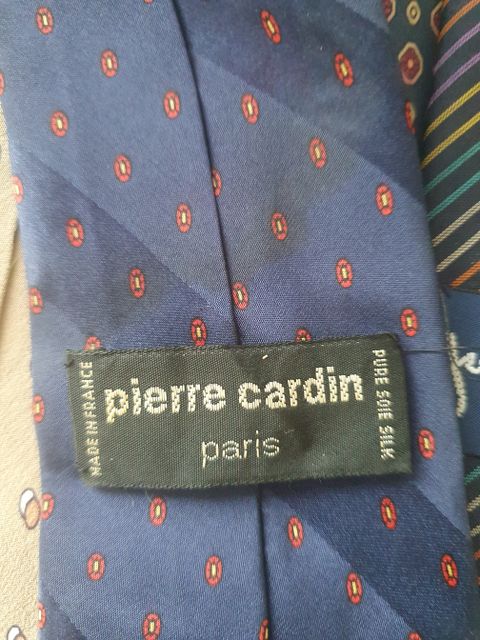 MADE IN FRANCE
pierre cardin
paris
PURE SOIE SILK